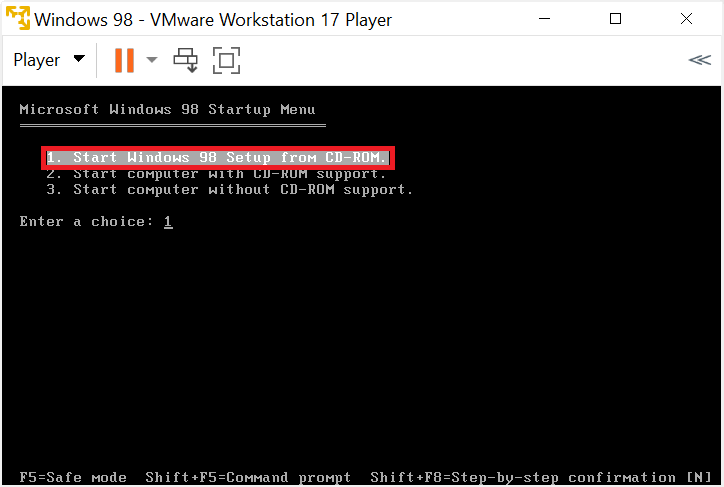 Windows 98 - VMware Workstation 17 Player
Player
Microsoft Windows 98 Startup Menu
1. Start Windows 98 Setup from CD-ROM.
2. Start computer with CD-ROM support.
3. Start computer without CD-ROM support.
Enter a choice: 1
F5=Safe mode Shift+F5=Command prompt Shift+F8=Step-by-step confirmation [N]